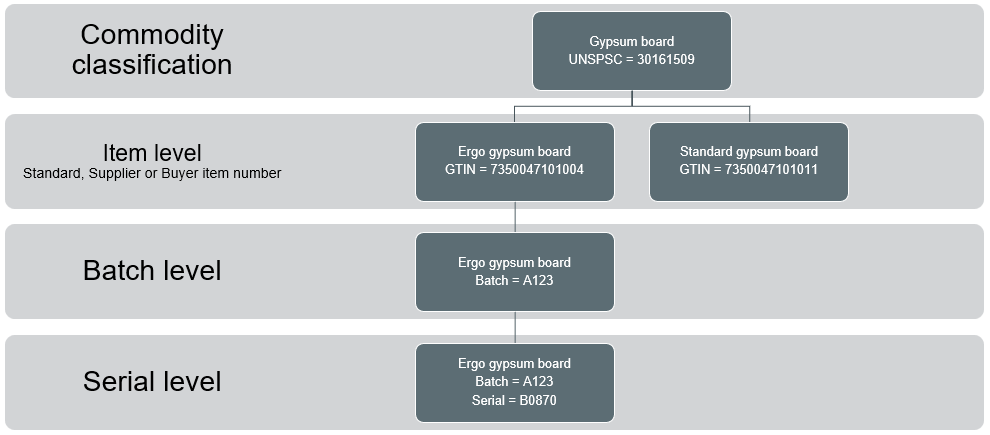 Commodity
classification
Gypsum board
UNSPSC = 30161509
Item level
Standard, Supplier or Buyer item number
Ergo gypsum board
GTIN = 7350047101004
Standard gypsum board
GTIN = 7350047101011
Batch level
Ergo gypsum board
Batch = A123
Serial level
Ergo gypsum board
Batch = A123
Serial = B0870